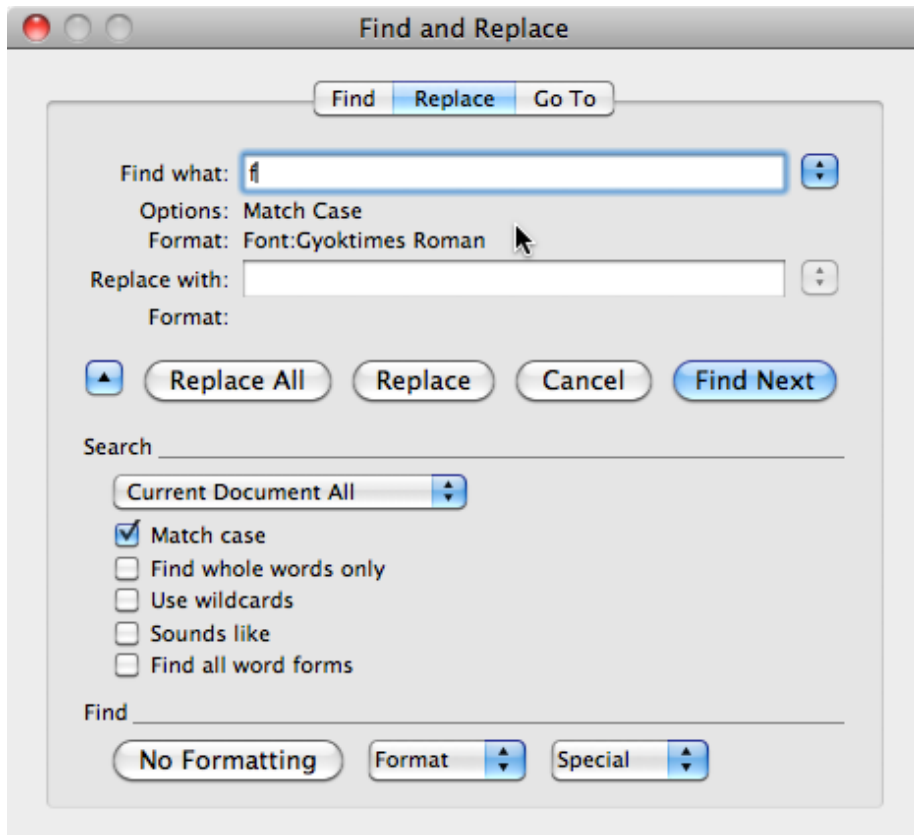 Find and Replace
Find Replace Go To
Find what: f
Options: Match Case
Format: Font:Gyoktimes Roman
Replace with:
Format:
Replace All Replace Cancel Find Next
Search
Current Document All
Match case
Find whole words only
Use wildcards
Sounds like
Find all word forms
Find
No Formatting Format Special